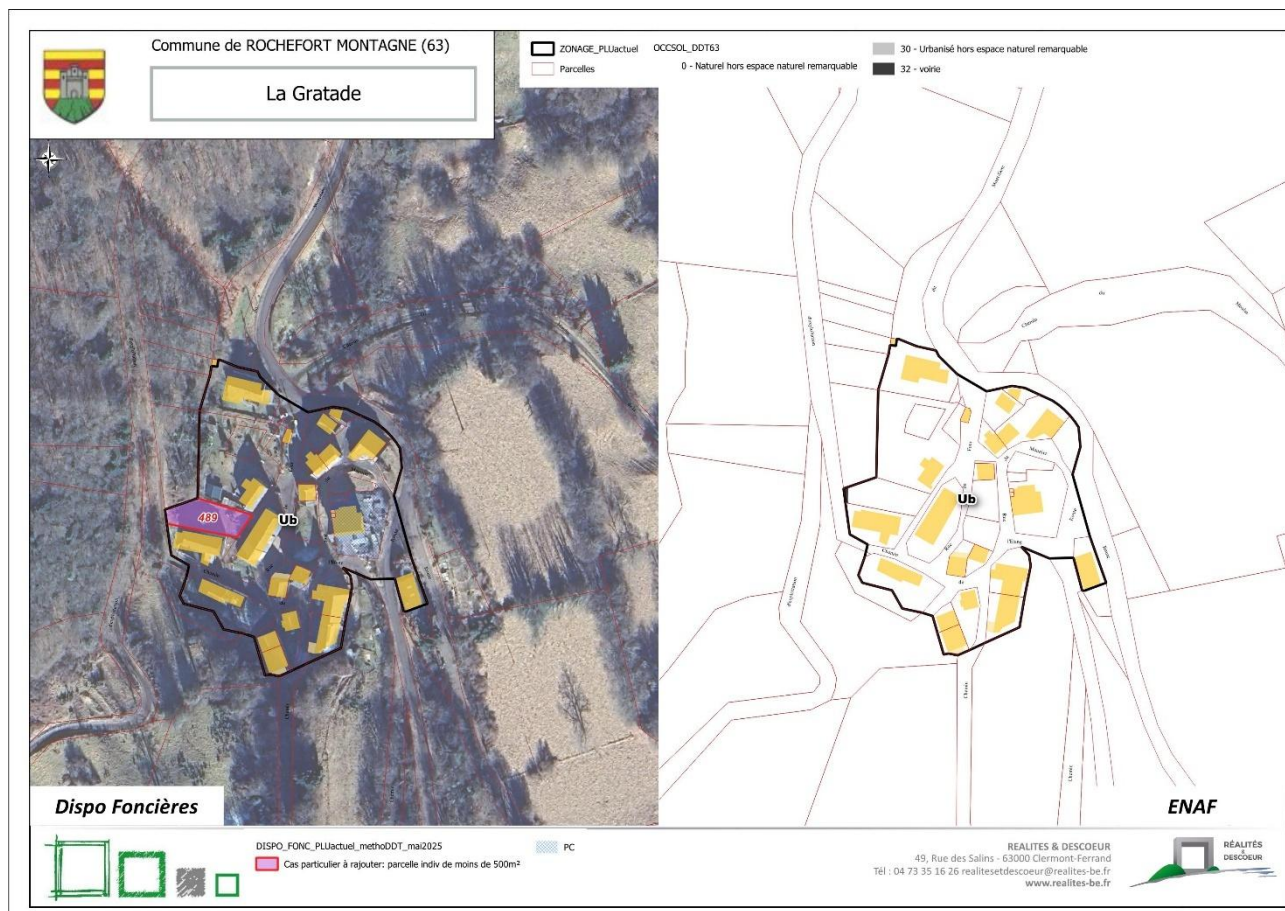 Commune de ROCHEFORT MONTAGNE (63)
La Gratade
ZONAGE_PLUactuel
OCCSOL_DDT63
30 - Urbanisé hors espace naturel remarquable
Parcelles
0 - Naturel hors espace naturel remarquable
32 - voirie
489
Ub
Ub
Dispo Foncières
ENAF
DISPO_FONC_PLUactuel_methoDDT_mai2025
PC
Cas particulier à rajouter: parcelle indiv de moins de 500m²
REALITES & DESCOEUR
49, Rue des Salins - 63000 Clermont-Ferrand
Tél : 04 73 35 16 26 realitesetdescoeur@realites-be.fr
www.realites-be.fr
RÉALITÉS
&
DESCOEUR